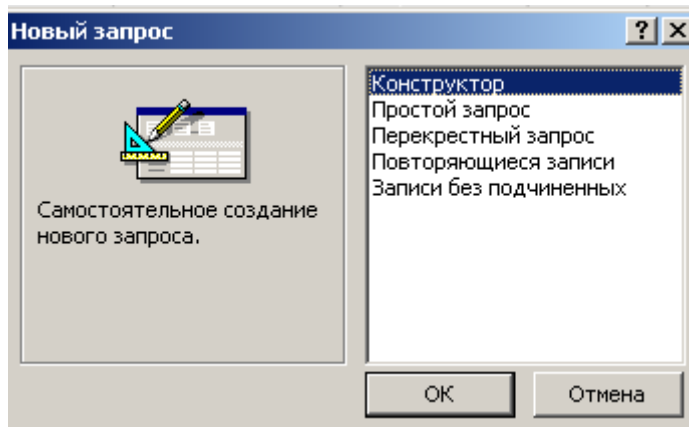 Новый запрос
Самостоятельное создание
нового запроса.
Конструктор
Простой запрос
Перекрестный запрос
Повторяющиеся записи
Записи без подчиненных
ОК
Отмена